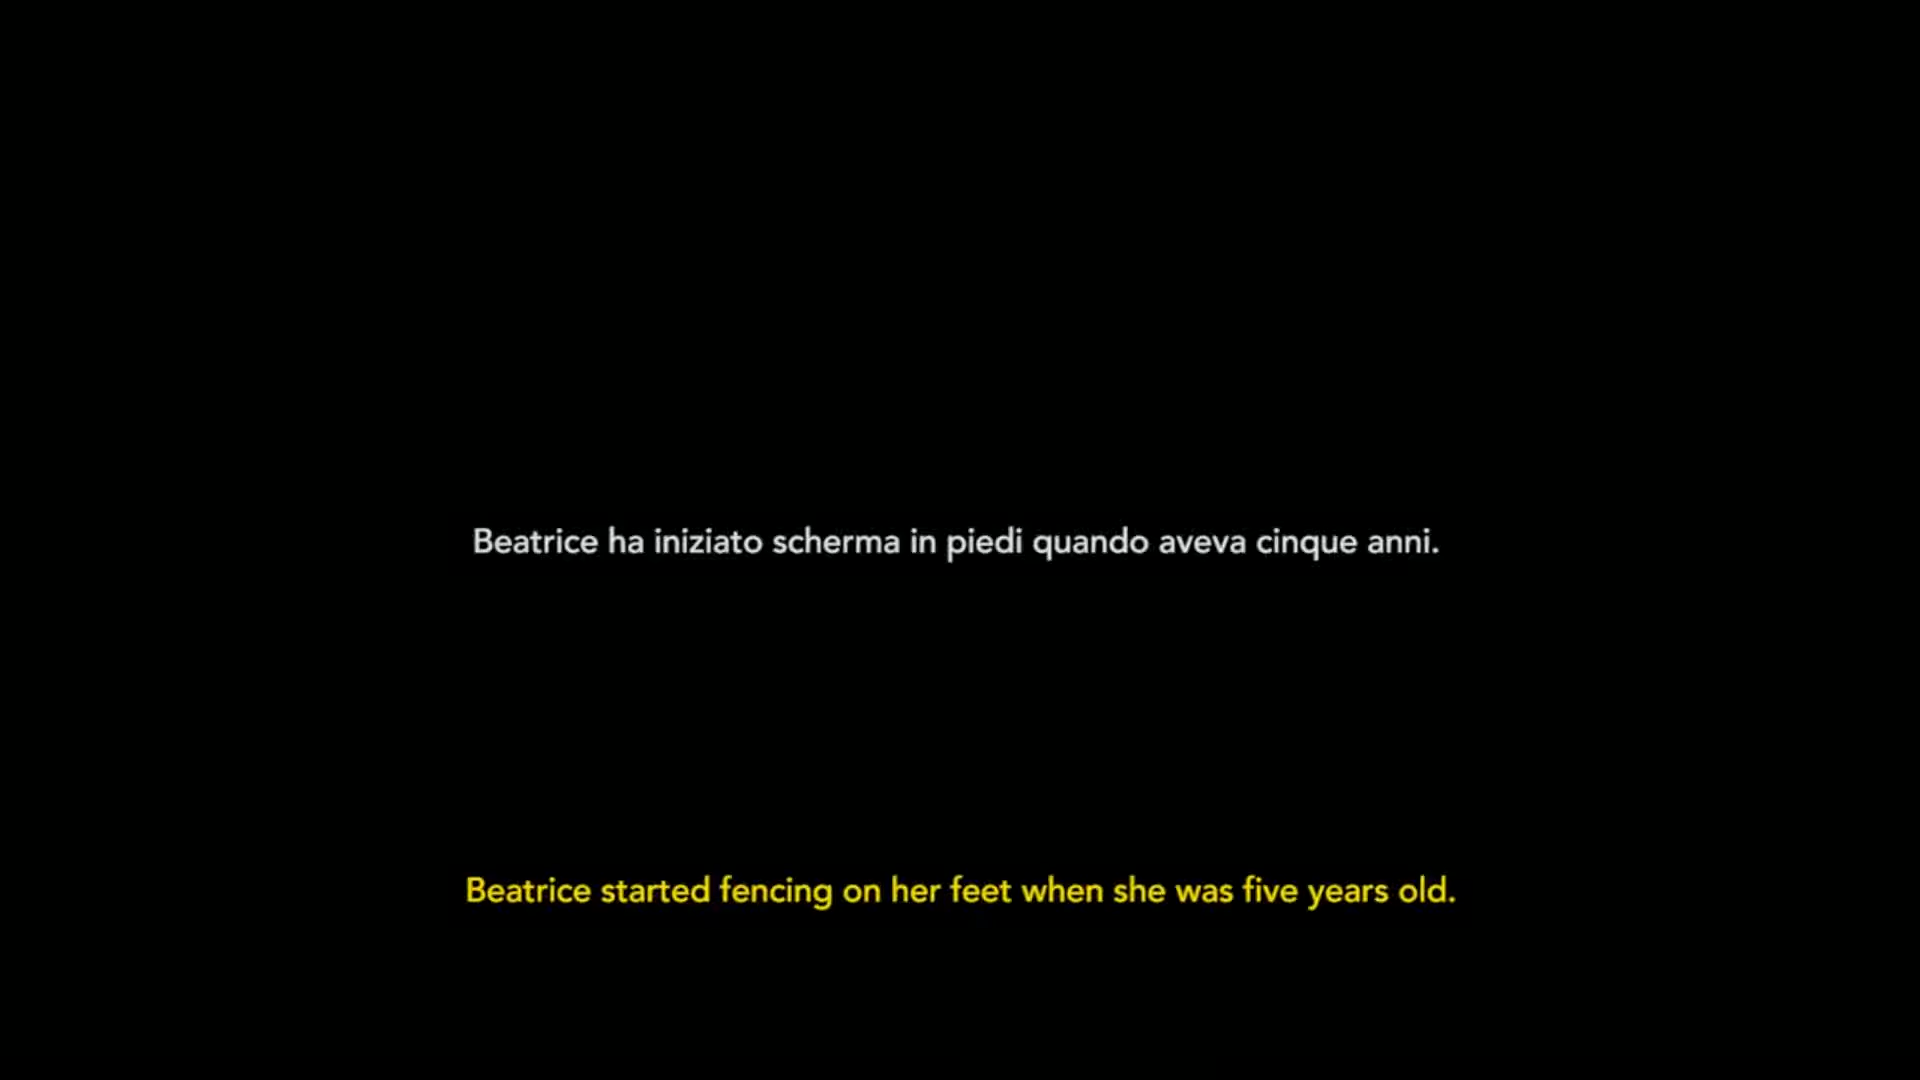 Beatrice ha iniziato scherma in piedi quando aveva cinque anni.
Beatrice started fencing on her feet when she was five years old.